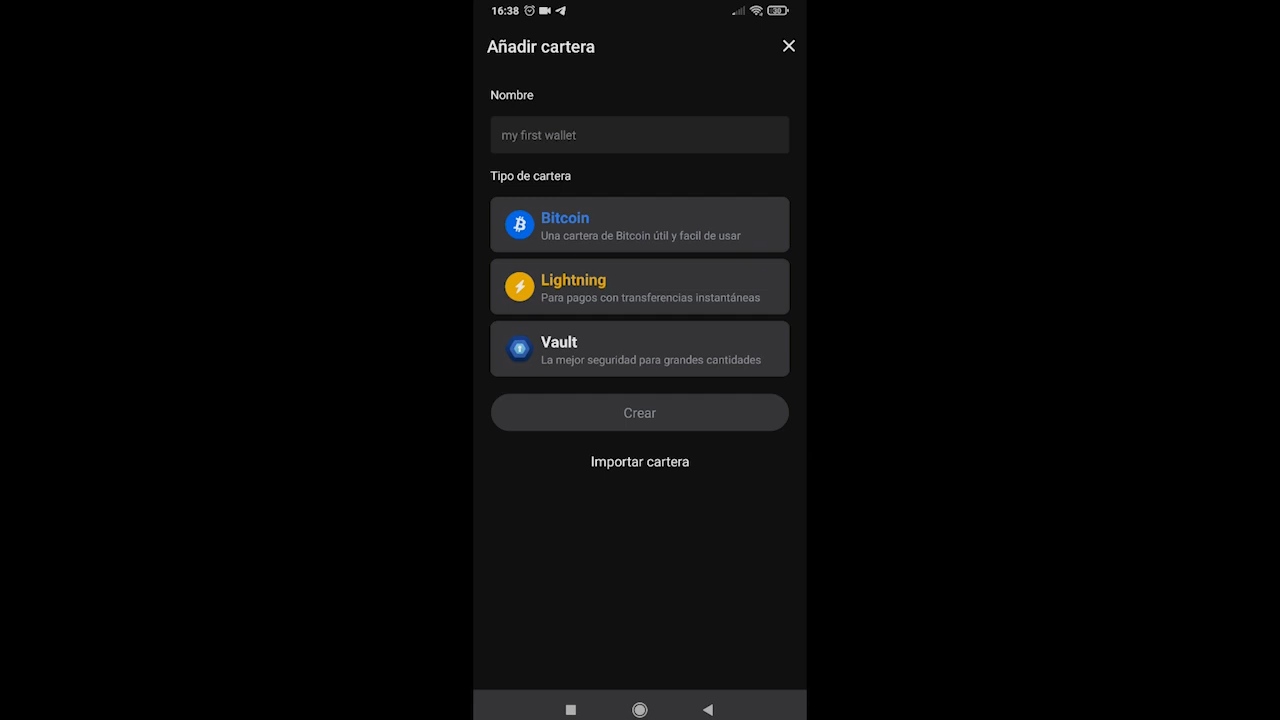 16:38
30
Añadir cartera
Nombre
my first wallet
Tipo de cartera
Bitcoin
Una cartera de Bitcoin útil y facil de usar
Lightning
Para pagos con transferencias instantáneas
Vault
La mejor seguridad para grandes cantidades
Crear
Importar cartera